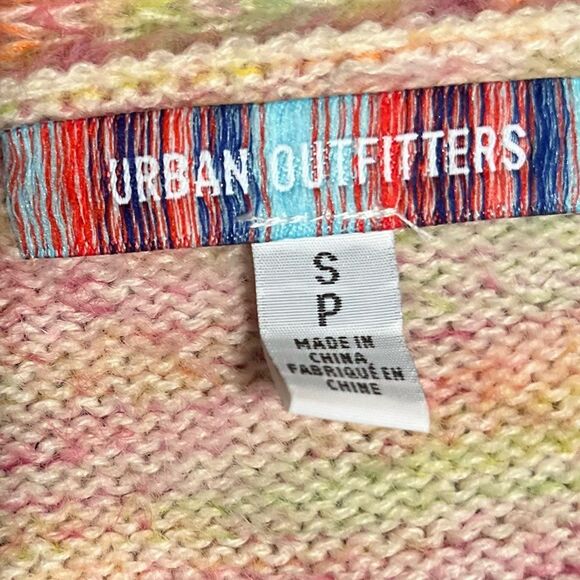 URBAN OUTFITTERS
S
P
MADE IN
CHINA
FABRIQUÉ EN
CHINE